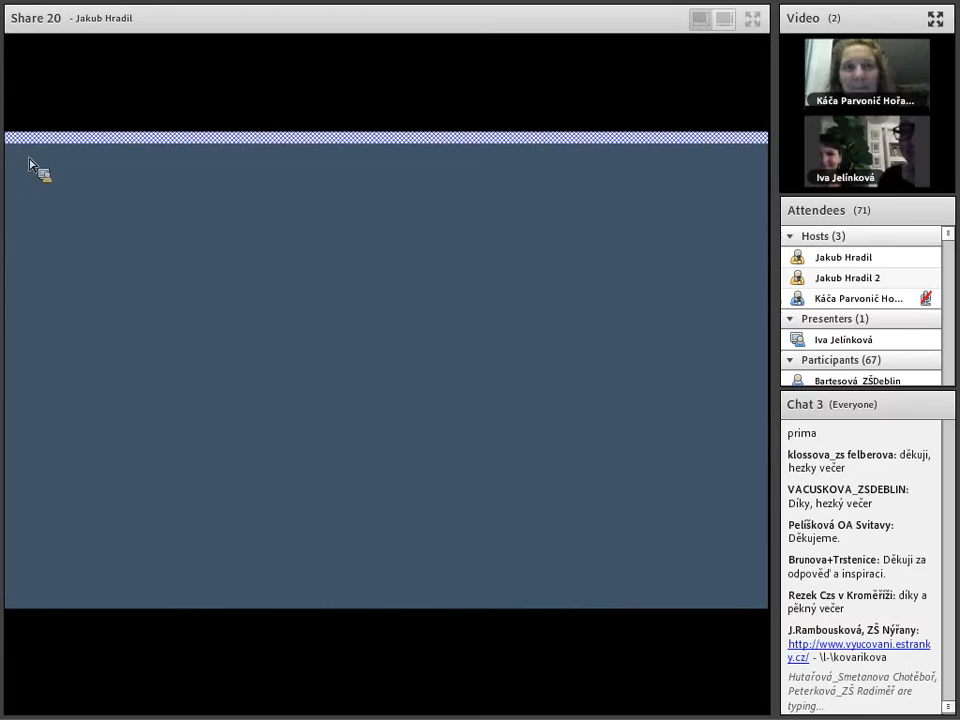 Share 20 - Jakub Hradil
Video (2)
Káča Parvonič Hořa...
Iva Jelínková
Attendees (71)
Hosts (3)
Jakub Hradil
Jakub Hradil 2
Káča Parvonič Ho...
Presenters (1)
Iva Jelínková
Participants (67)
Bartesová ZŠDeblin
Chat 3 (Everyone)
prima
klossova_zs felberova: děkuji,
hezky večer
VACUSKOVA_ZSDEBLIN:
Díky, hezký večer
Pelíšková OA Svitavy:
Děkujeme.
Brunova+Trstenice: Děkuji za
odpověď a inspiraci.
Rezek Czs v Kroměříži: díky a
pěkný večer
J.Rambousková, ZŠ Nýřany:
http://www.vyucovani.estrank
y.cz/ - \l-\kovarikova
Hutařová_Smetanova Chotěboř,
Peterková_ZŠ Radiměř are
typing...